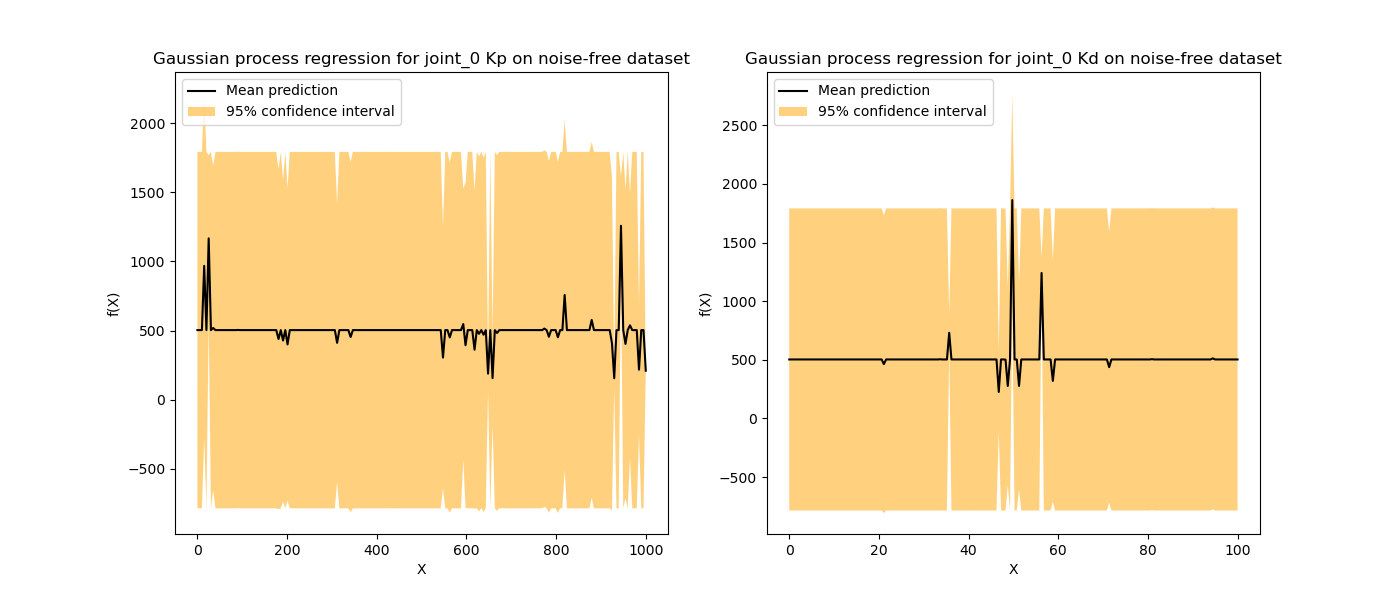 Gaussian process regression for joint_0 Kp on noise-free dataset
Mean prediction
95% confidence interval
2000
1500
1000
500
0
−500
f(X)
0 200 400 600 800 1000
X
Gaussian process regression for joint_0 Kd on noise-free dataset
Mean prediction
95% confidence interval
2500
2000
1500
1000
500
0
−500
f(X)
0 20 40 60 80 100
X